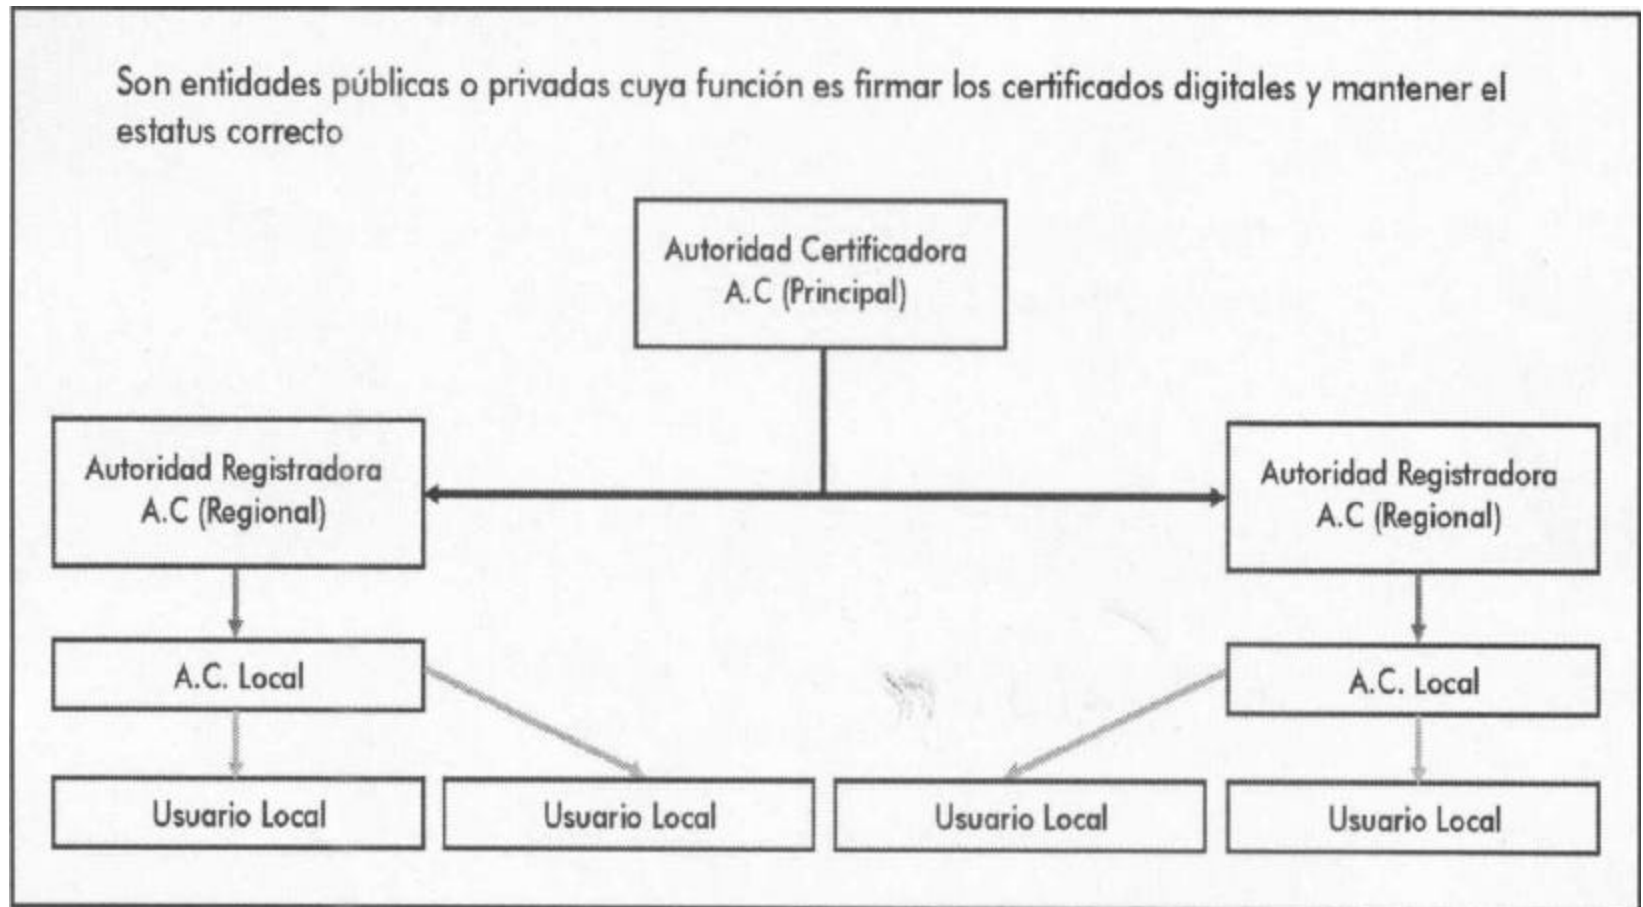 Son entidades públicas o privadas cuya función es firmar los certificados digitales y mantener el
estatus correcto
Autoridad Certificadora
A.C (Principal)
Autoridad Registradora
A.C (Regional)
Autoridad Registradora
A.C (Regional)
A.C. Local
A.C. Local
Usuario Local
Usuario Local
Usuario Local
Usuario Local